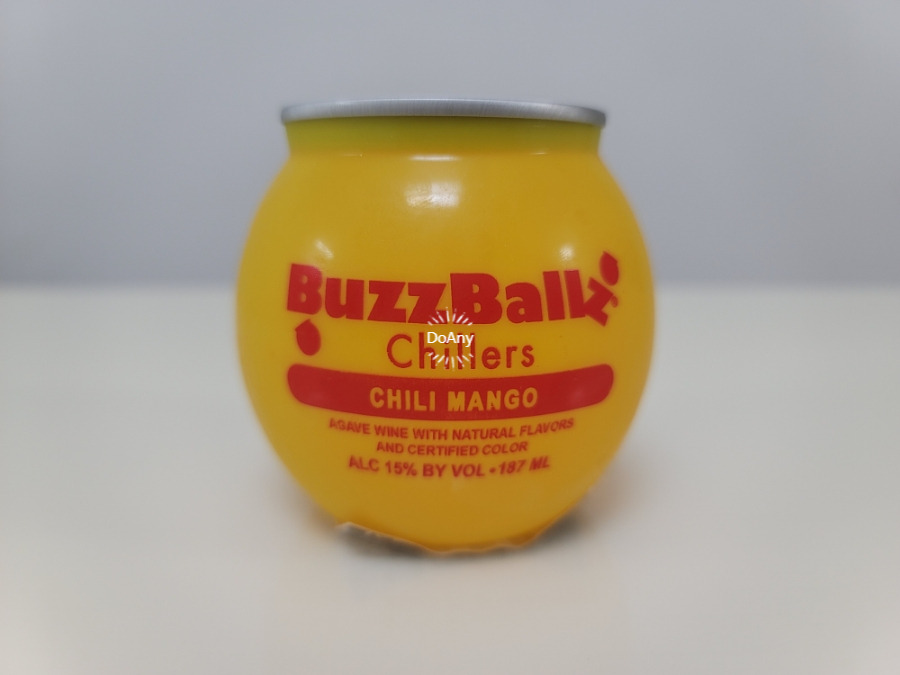 BuzzBallz
Chillers
DoAny
CHILI MANGO
AGAVE WINE WITH NATURAL FLAVORS
AND CERTIFIED COLOR
ALC 15% BY VOL • 187 ML